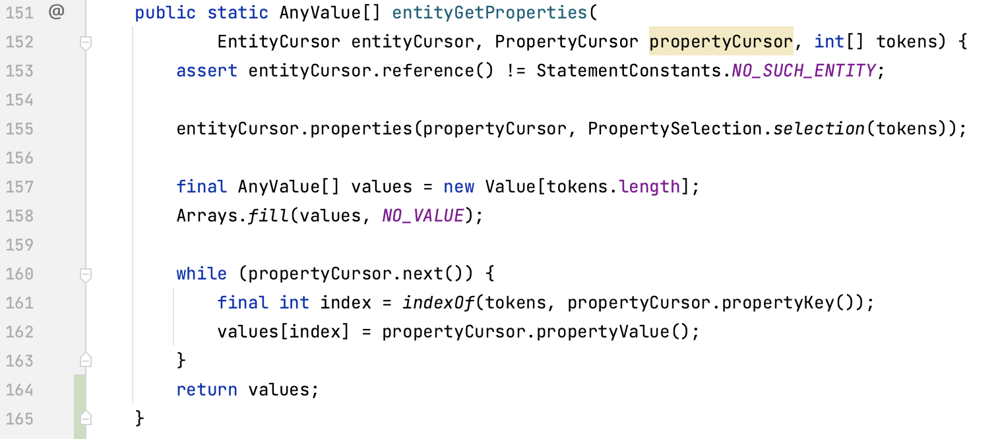 151 @ public static AnyValue[] entityGetProperties(
152 EntityCursor entityCursor, PropertyCursor propertyCursor, int[] tokens) {
153 assert entityCursor.reference() != StatementConstants.NO_SUCH_ENTITY;
154
155 entityCursor.properties(propertyCursor, PropertySelection.selection(tokens));
156
157 final AnyValue[] values = new Value[tokens.length];
158 Arrays.fill(values, NO_VALUE);
159
160 while (propertyCursor.next()) {
161 final int index = indexOf(tokens, propertyCursor.propertyKey());
162 values[index] = propertyCursor.propertyValue();
163 }
164 return values;
165 }